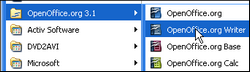 OpenOffice.org 3.1
Activ Software
DVD2AVI
Microsoft
OpenOffice.org
OpenOffice.org Writer
OpenOffice.org Base
OpenOffice.org Calc